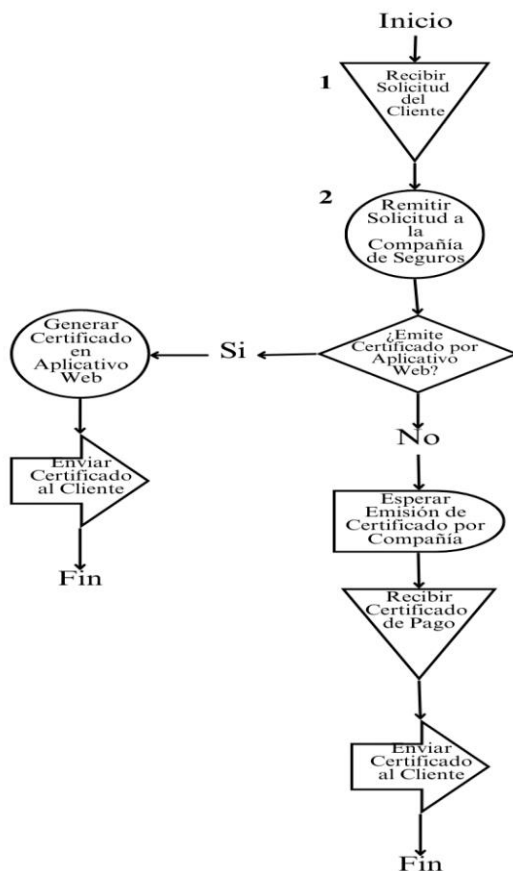 Inicio
1
Recibir
Solicitud
del
Cliente
2
Remitir
Solicitud a
la
Compañía
de Seguros
¿Emite
Certificado por
Aplicativo
Web?
Si
Generar
Certificado
en
Aplicativo
Web
Enviar
Certificado
al Cliente
Fin
No
Esperar
Emisión de
Certificado por
Compañía
Recibir
Certificado
de Pago
Enviar
Certificado
al Cliente
Fin